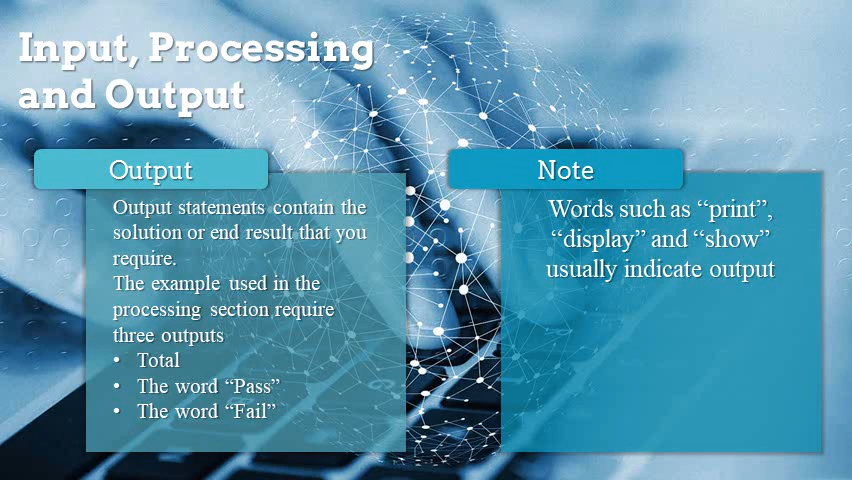 Input, Processing
and Output
Output
Output statements contain the
solution or end result that you
require.
The example used in the
processing section require
three outputs
• Total
• The word “Pass”
• The word “Fail”
Note
Words such as “print”,
“display” and “show”
usually indicate output